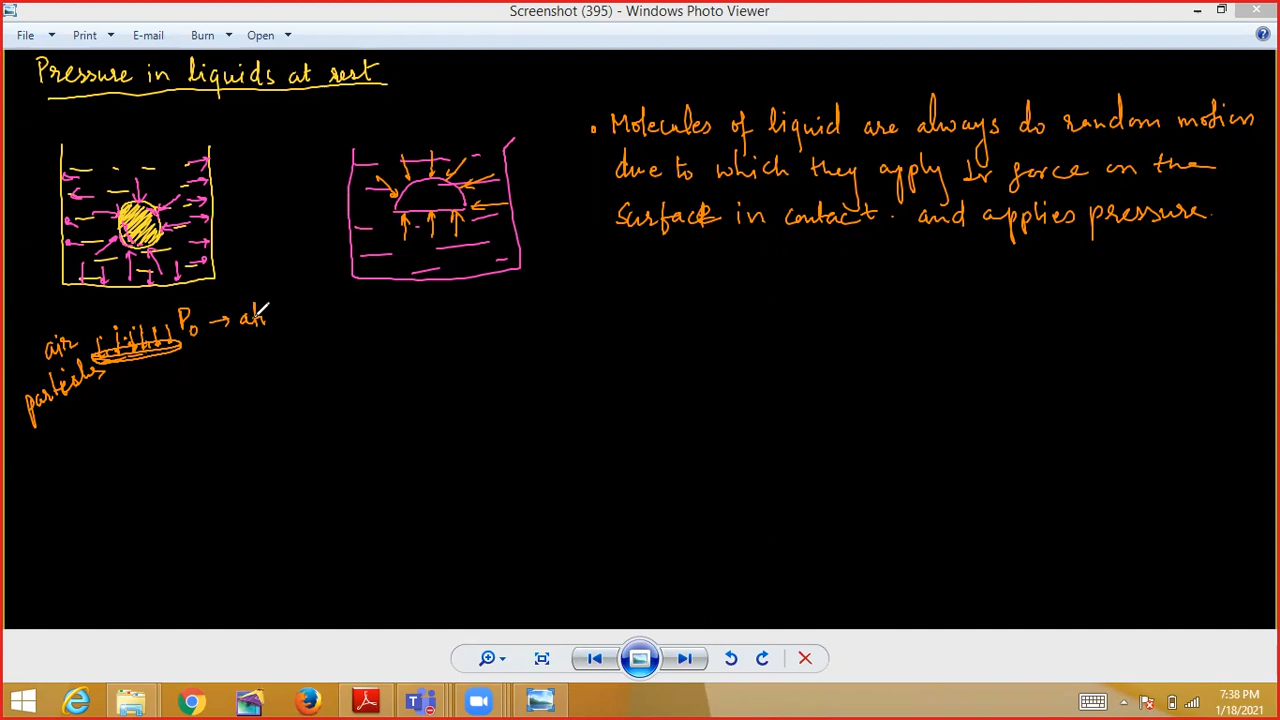 Screenshot (395) - Windows Photo Viewer
File Print E-mail Burn Open
Pressure in liquids at rest
• Molecules of liquid are always do random motion
due to which they apply ⊥r force on the
surface in contact. and applies pressure.
P₀ →
air
particles
7:38 PM
1/18/2021